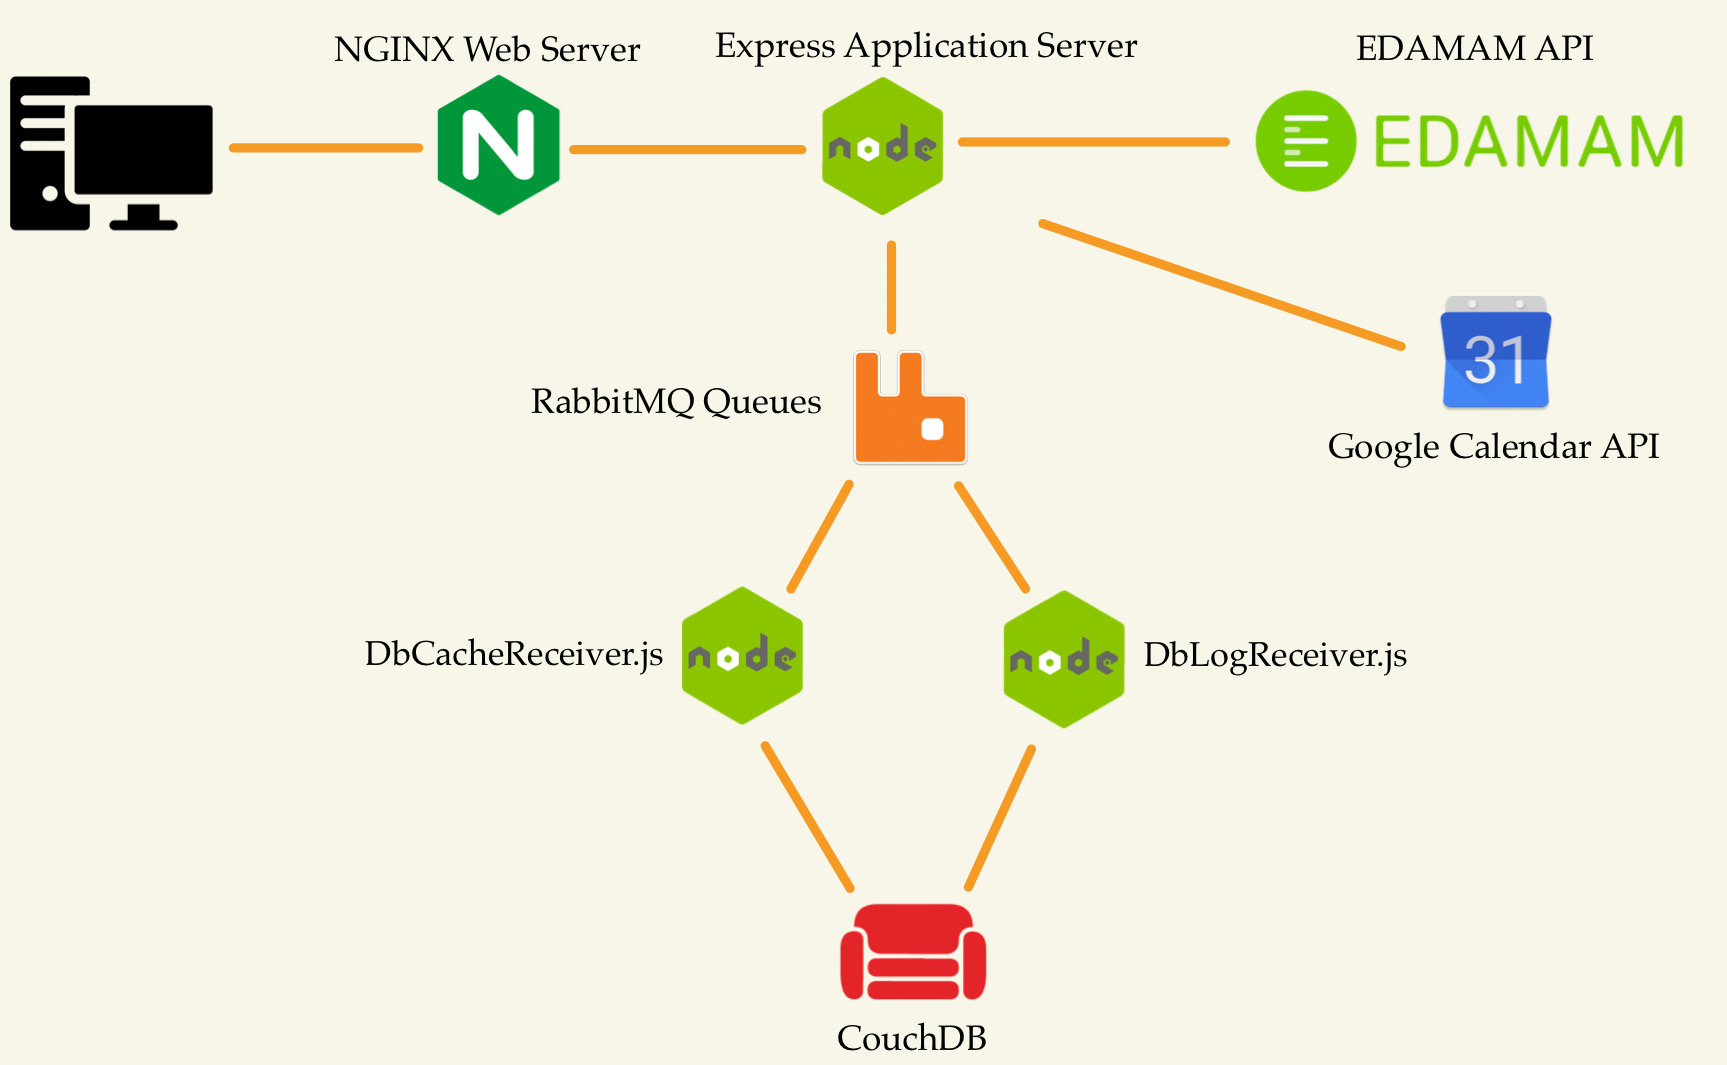 NGINX Web Server
Express Application Server
EDAMAM API
N
node
EDAMAM
31
Google Calendar API
RabbitMQ Queues
DbCacheReceiver.js
node
node
DbLogReceiver.js
CouchDB